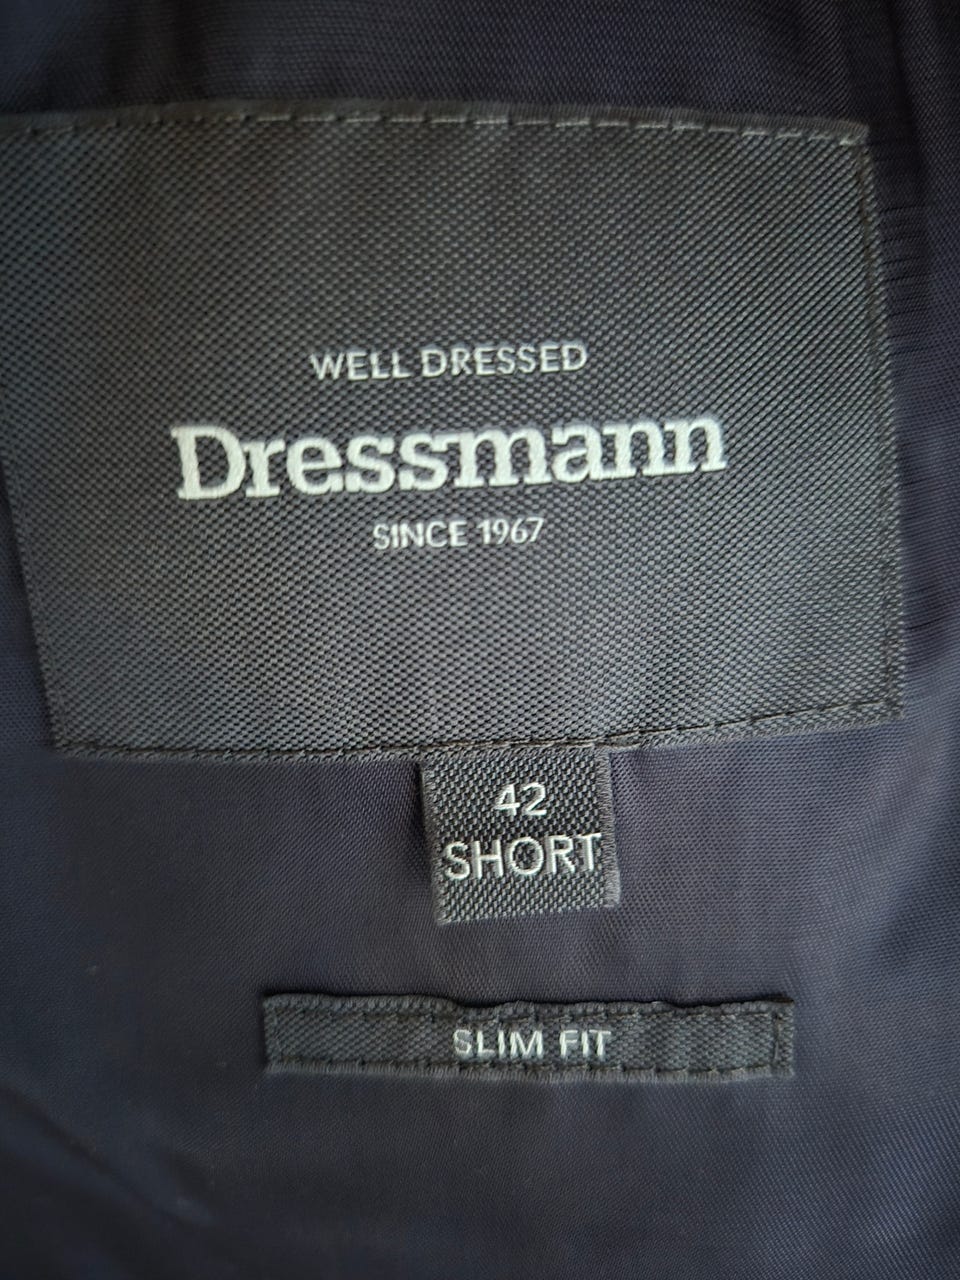 WELL DRESSED
Dressmann
SINCE 1967
42
SHORT
SLIM FIT